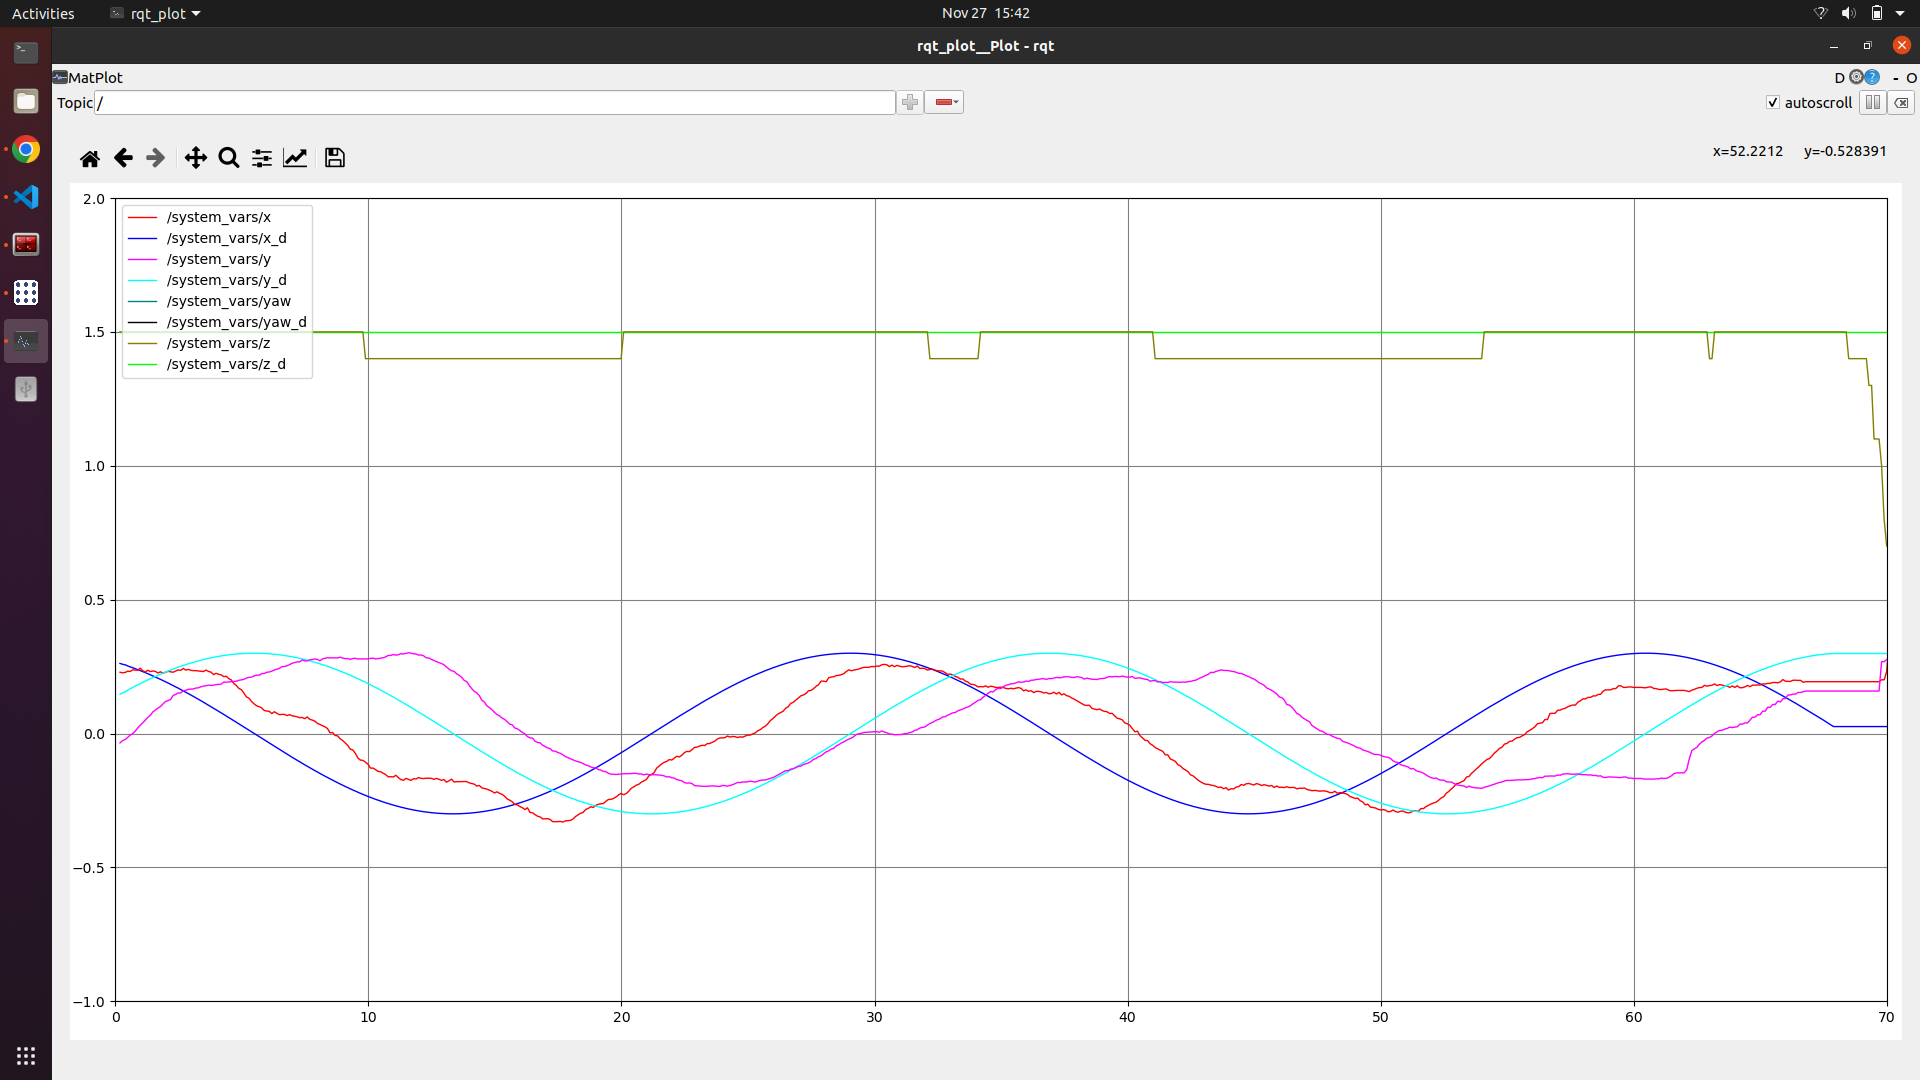 Activities rqt_plot Nov 27 15:42
rqt_plot__Plot - rqt
MatPlot D ? - O
Topic / autoscroll
x=52.2212 y=-0.528391
2.0
/system_vars/x
/system_vars/x_d
/system_vars/y
/system_vars/y_d
/system_vars/yaw
/system_vars/yaw_d
/system_vars/z
/system_vars/z_d
1.5
1.0
0.5
0.0
−0.5
−1.0
0 10 20 30 40 50 60 70